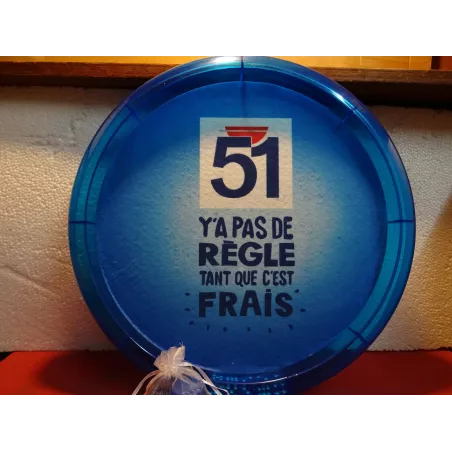 51
Y'A PAS DE
RÈGLE
TANT QUE C'EST
FRAIS